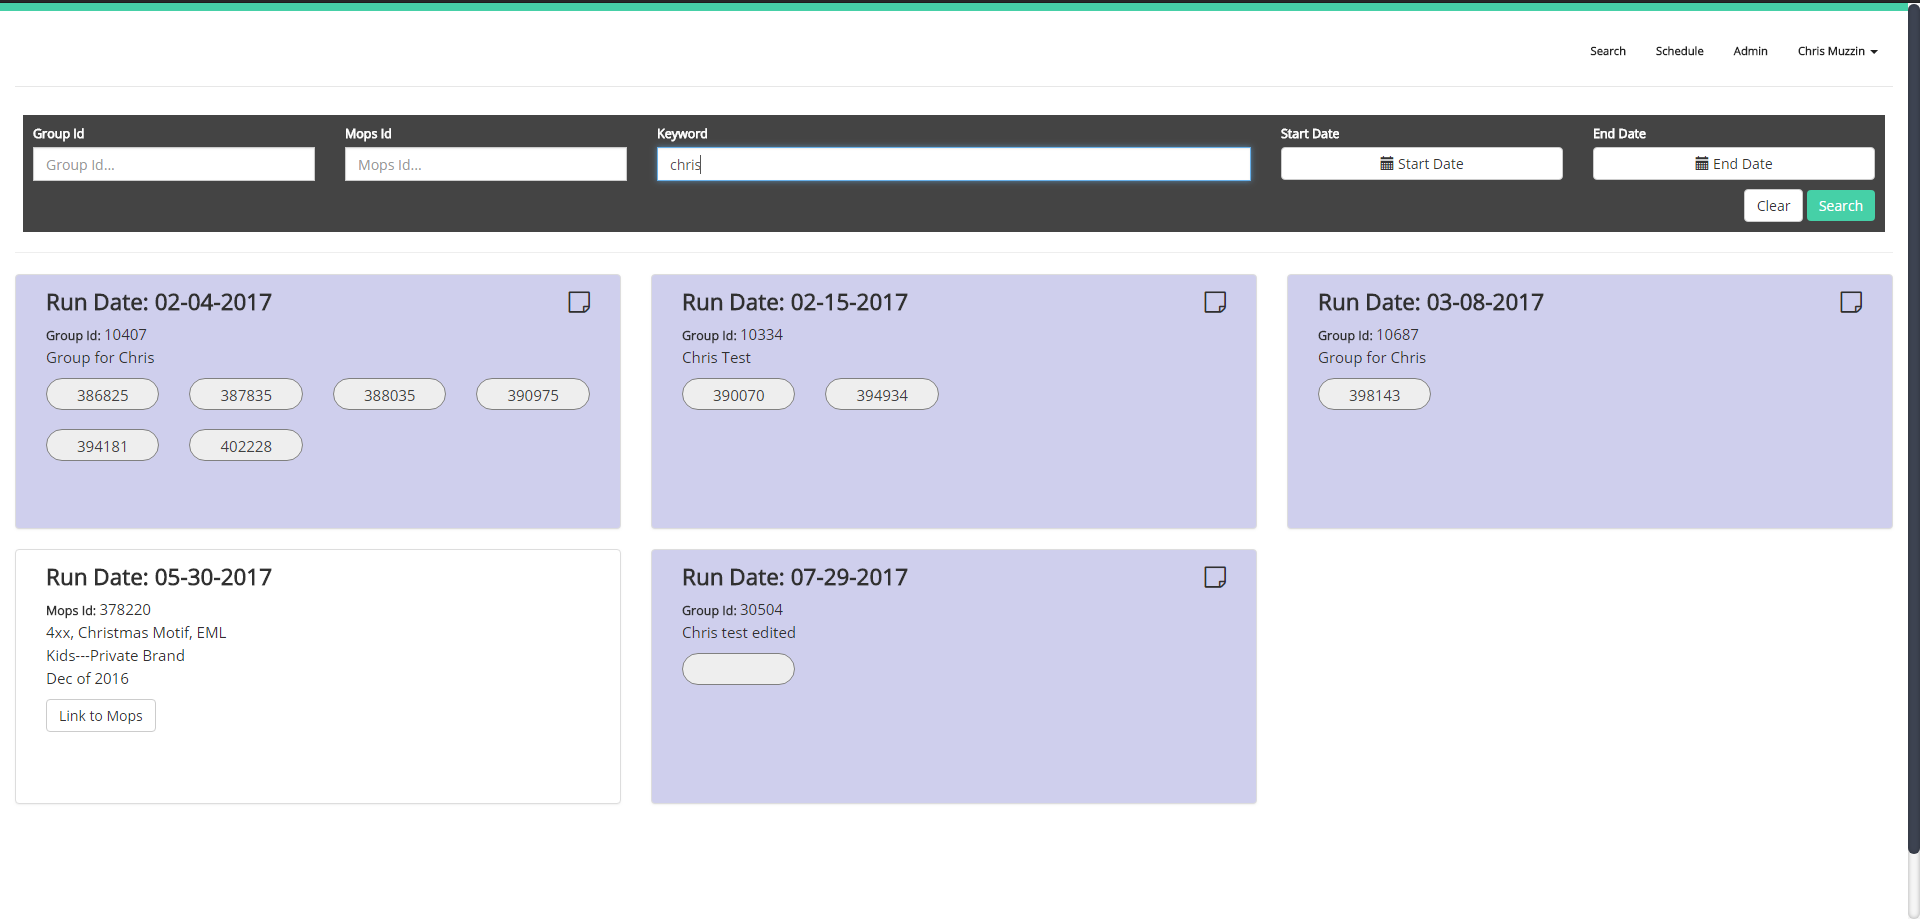 Search Schedule Admin Chris Muzzin
Group Id Mops Id Keyword Start Date End Date
Group Id... Mops Id... chris Start Date End Date
Clear Search
Run Date: 02-04-2017
Group Id: 10407
Group for Chris
386825 387835 388035 390975
394181 402228
Run Date: 02-15-2017
Group Id: 10334
Chris Test
390070 394934
Run Date: 03-08-2017
Group Id: 10687
Group for Chris
398143
Run Date: 05-30-2017
Mops Id: 378220
4xx, Christmas Motif, EML
Kids---Private Brand
Dec of 2016
Link to Mops
Run Date: 07-29-2017
Group Id: 30504
Chris test edited